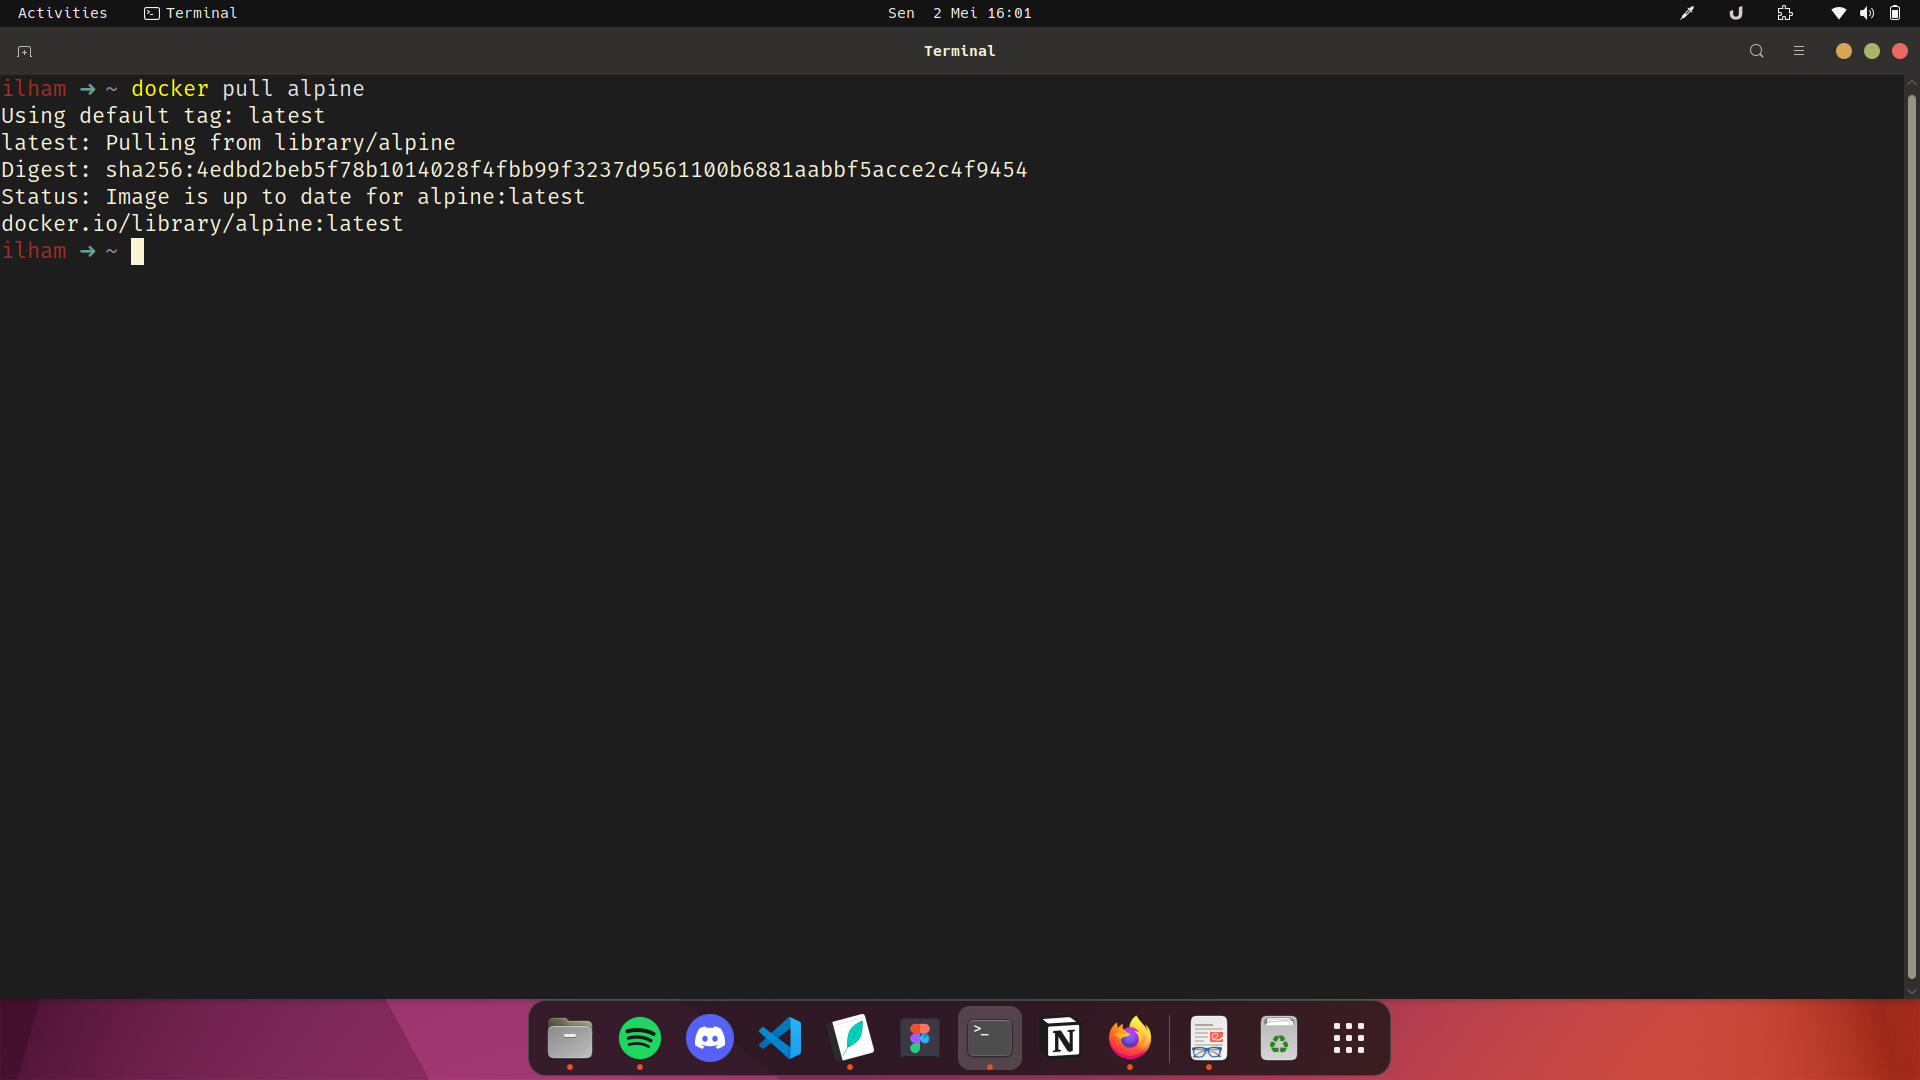 Activities Terminal Sen 2 Mei 16:01
Terminal
ilham ➜ ~ docker pull alpine
Using default tag: latest
latest: Pulling from library/alpine
Digest: sha256:4edbd2beb5f78b1014028f4fbb99f3237d9561100b6881aabbf5acce2c4f9454
Status: Image is up to date for alpine:latest
docker.io/library/alpine:latest
ilham ➜ ~